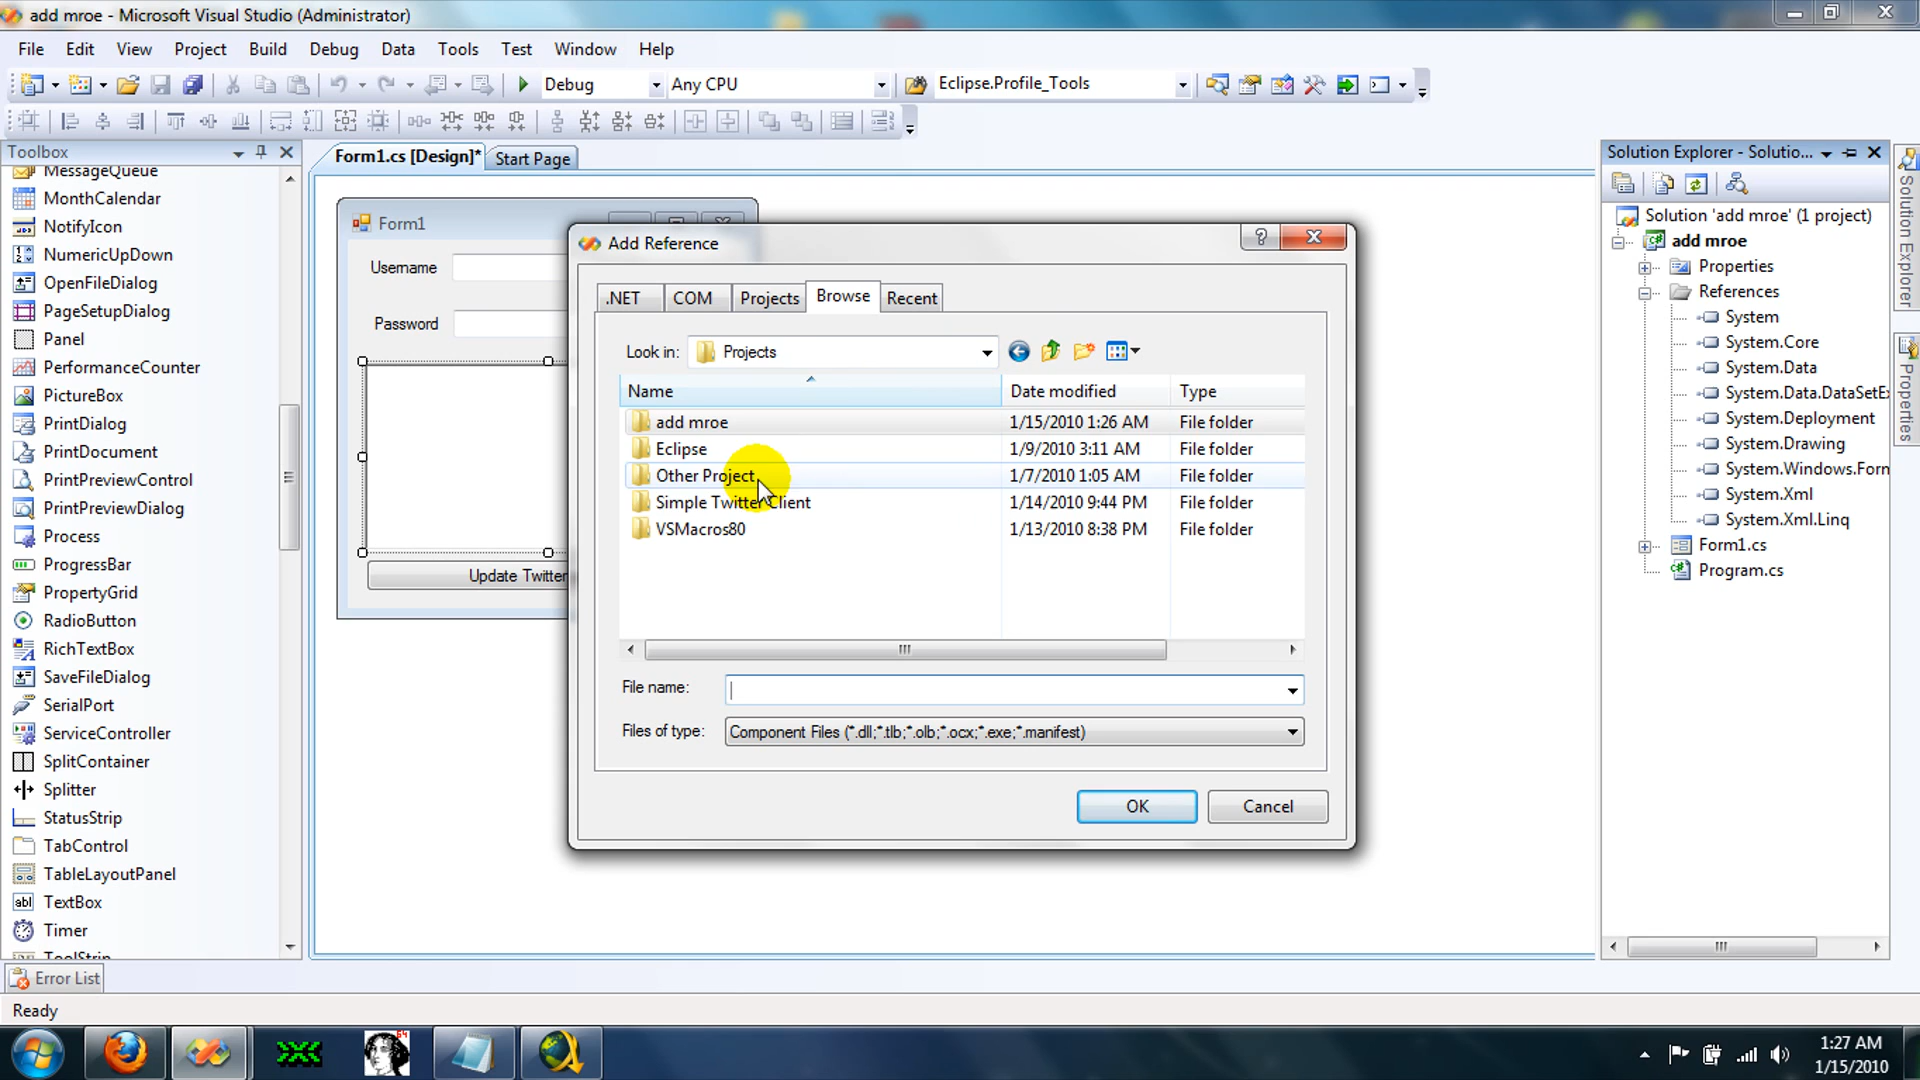 add mroe - Microsoft Visual Studio (Administrator)
File Edit View Project Build Debug Data Tools Test Window Help
Debug Any CPU Eclipse.Profile_Tools
Toolbox
MessageQueue
MonthCalendar
NotifyIcon
NumericUpDown
OpenFileDialog
PageSetupDialog
Panel
PerformanceCounter
PictureBox
PrintDialog
PrintDocument
PrintPreviewControl
PrintPreviewDialog
Process
ProgressBar
PropertyGrid
RadioButton
RichTextBox
SaveFileDialog
SerialPort
ServiceController
SplitContainer
Splitter
StatusStrip
TabControl
TableLayoutPanel
TextBox
Timer
ToolStrip
Form1.cs [Design]* Start Page
Form1
Username
Password
Update Twitter
Add Reference
.NET COM Projects Browse Recent
Look in: Projects
Name Date modified Type
add mroe 1/15/2010 1:26 AM File folder
Eclipse 1/9/2010 3:11 AM File folder
Other Project 1/7/2010 1:05 AM File folder
Simple Twitter Client 1/14/2010 9:44 PM File folder
VSMacros80 1/13/2010 8:38 PM File folder
File name:
Files of type: Component Files (*.dll;*.tlb;*.olb;*.ocx;*.exe;*.manifest)
OK Cancel
Solution Explorer - Solutio...
Solution 'add mroe' (1 project)
add mroe
Properties
References
System
System.Core
System.Data
System.Data.DataSetEx
System.Deployment
System.Drawing
System.Windows.Form
System.Xml
System.Xml.Linq
Form1.cs
Program.cs
Solution Explorer
Properties
Error List
Ready
64
1:27 AM
1/15/2010